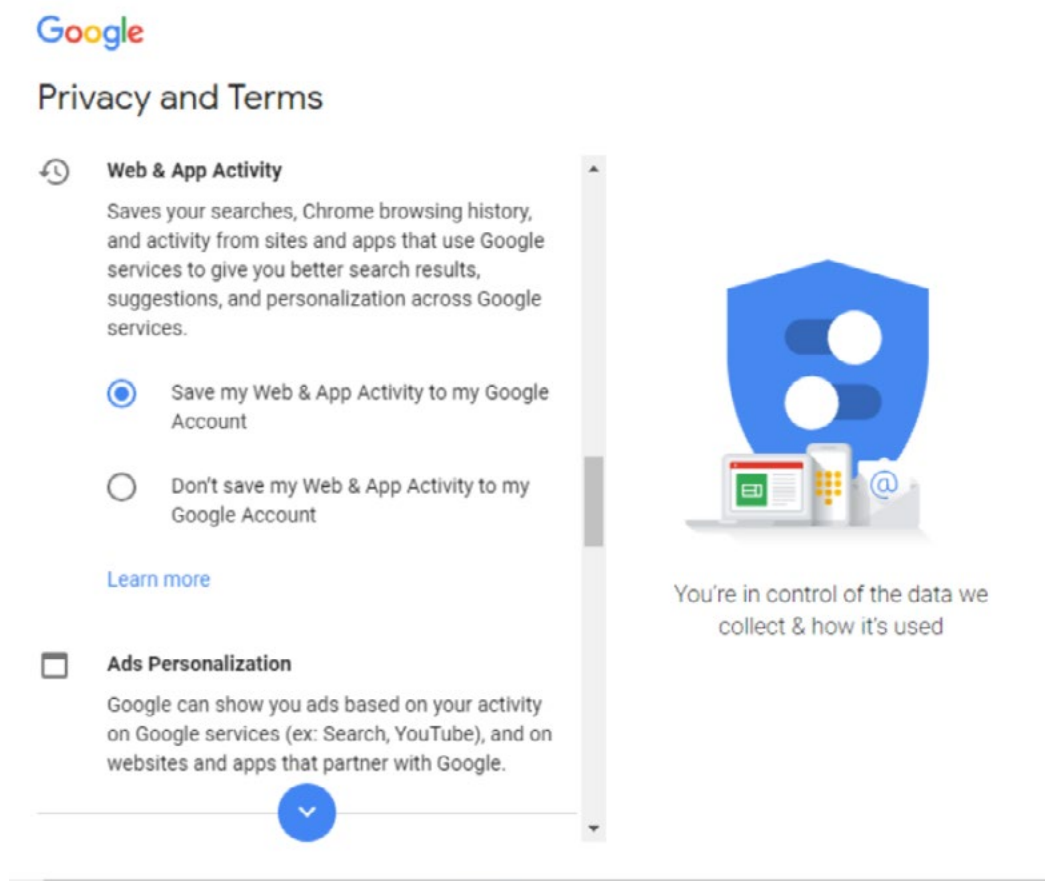 Google
Privacy and Terms
Web & App Activity
Saves your searches, Chrome browsing history,
and activity from sites and apps that use Google
services to give you better search results,
suggestions, and personalization across Google
services.
Save my Web & App Activity to my Google
Account
Don't save my Web & App Activity to my
Google Account
Learn more
Ads Personalization
Google can show you ads based on your activity
on Google services (ex: Search, YouTube), and on
websites and apps that partner with Google.
@
You're in control of the data we
collect & how it's used